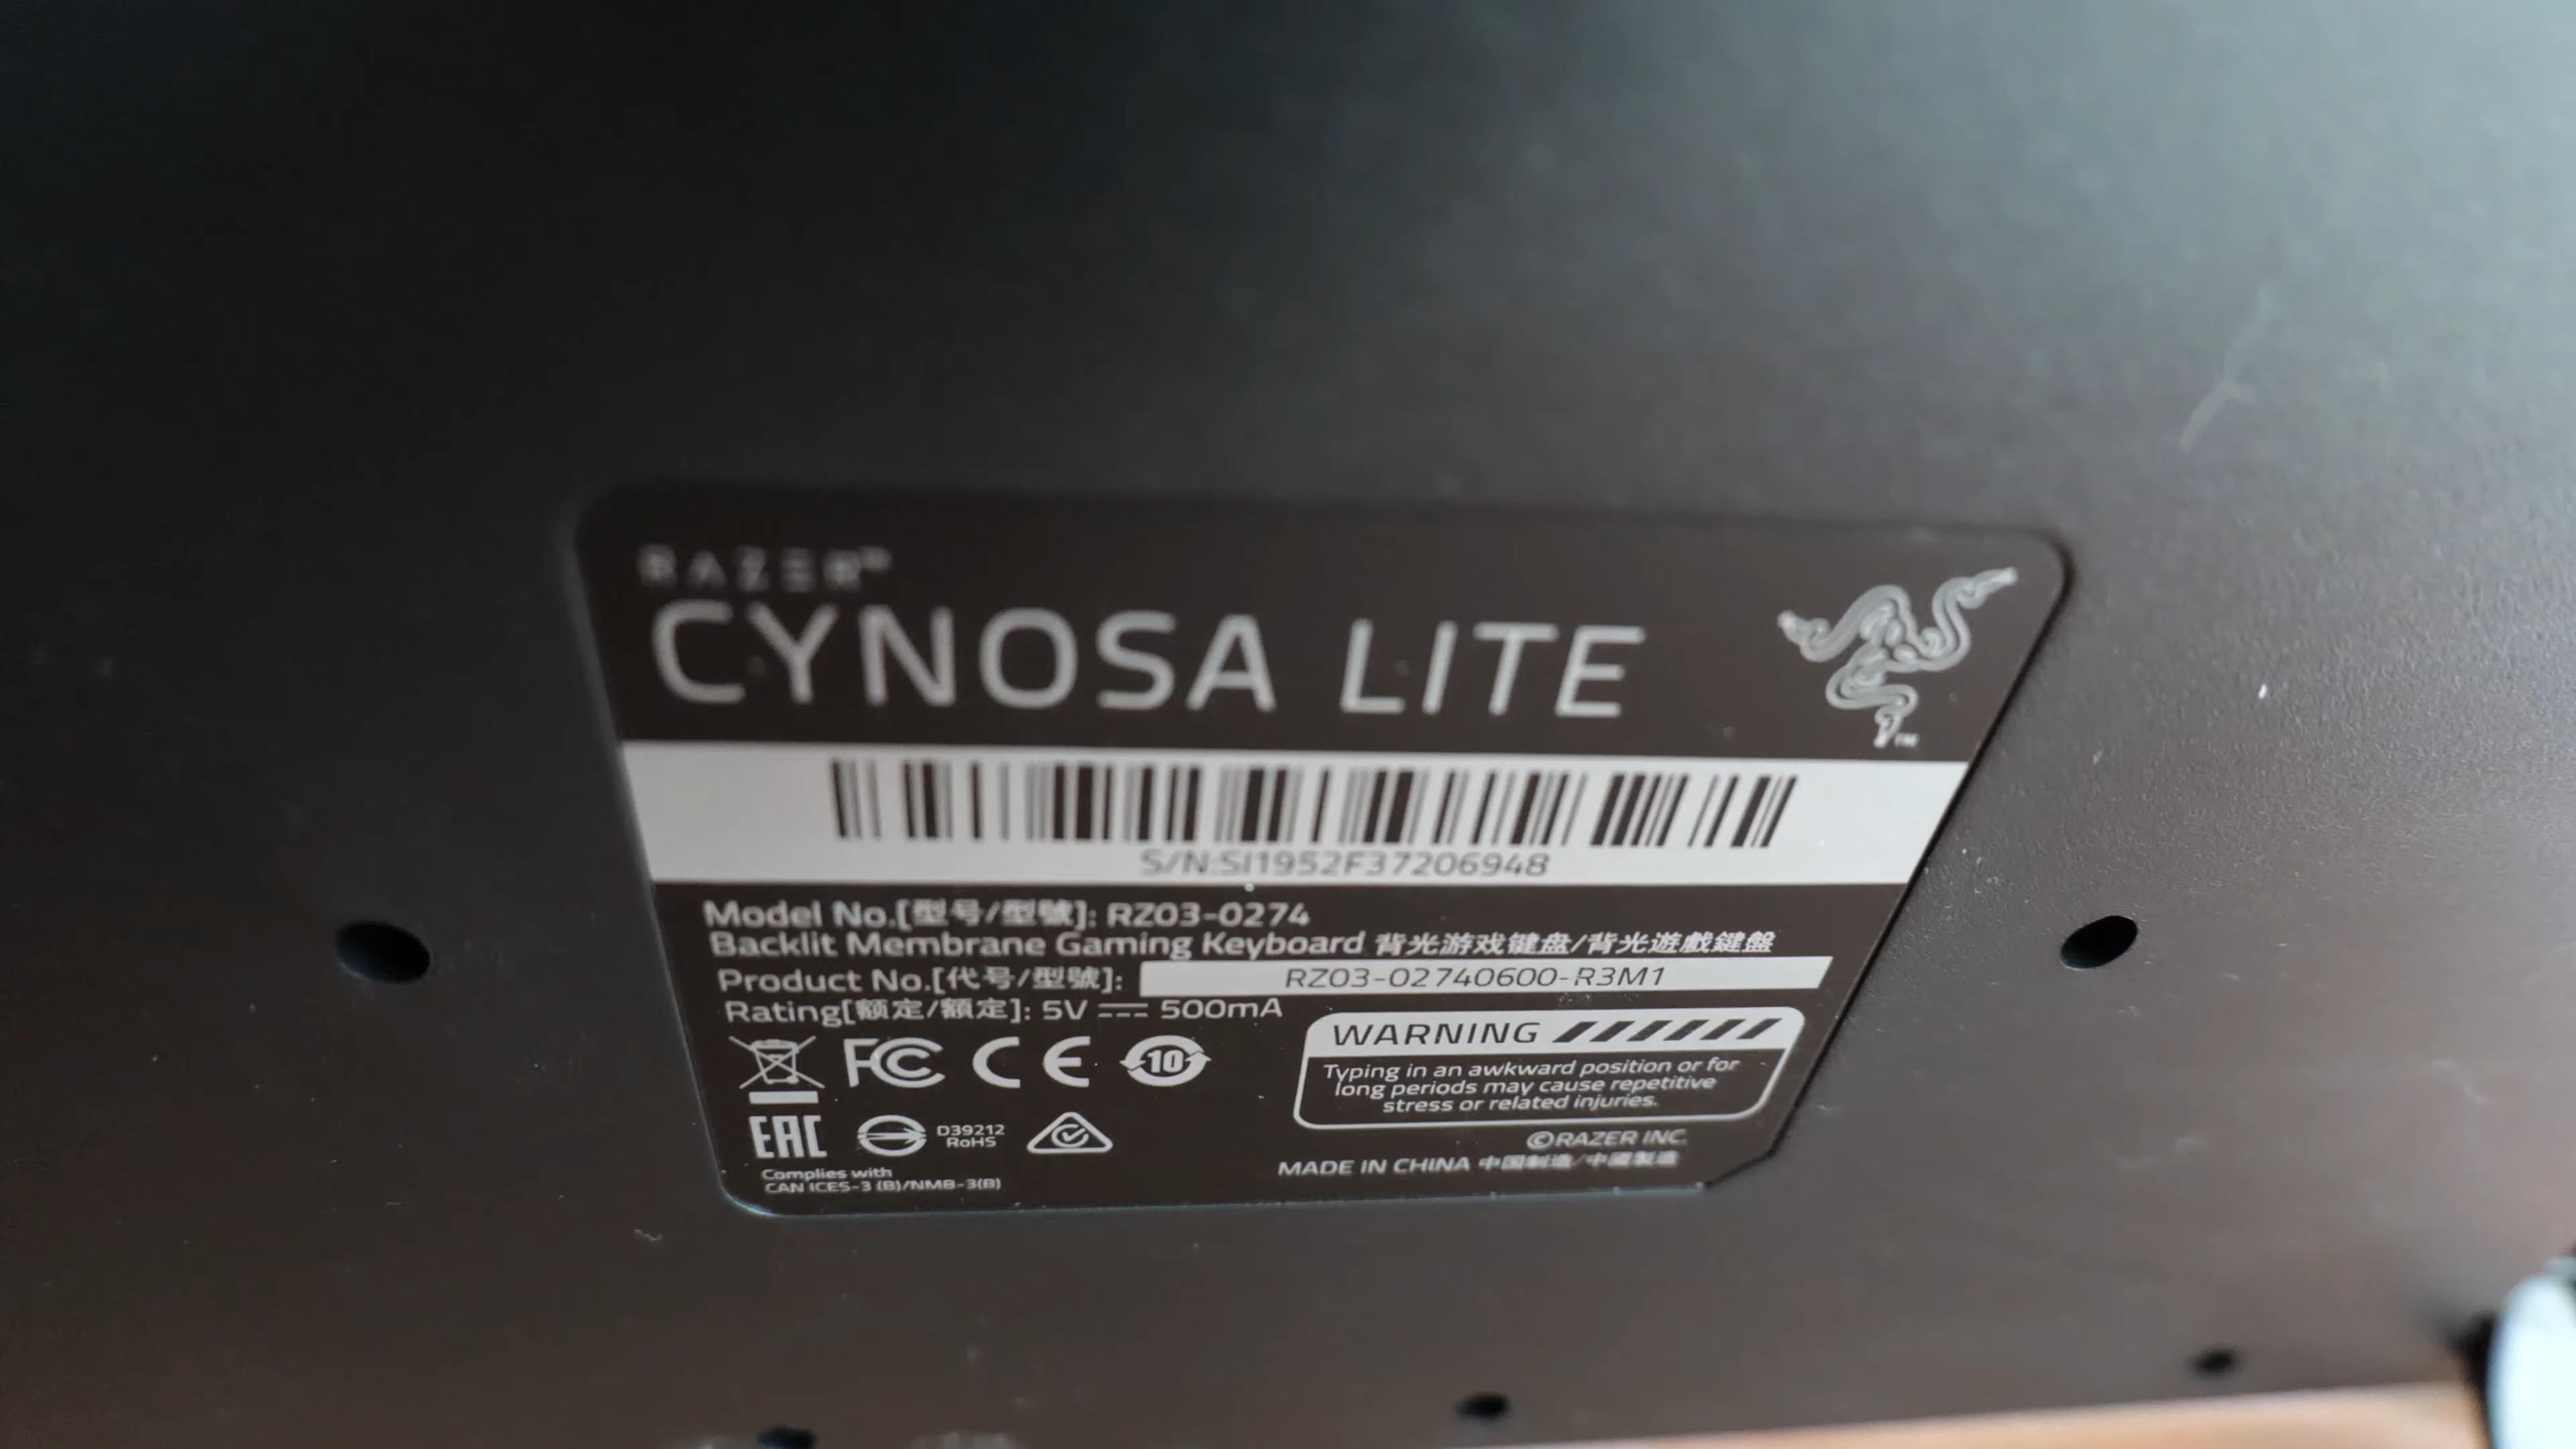 RAZER™
CYNOSA LITE
TM
S/N:SI1952F37206948
Model No.[型号/型號]: RZ03-0274
Backlit Membrane Gaming Keyboard 背光游戏键盘/背光遊戲鍵盤
Product No.[代号/型號]: RZ03-02740600-R3M1
Rating[额定/額定]: 5V ⎓ 500mA
WARNING
Typing in an awkward position or for
long periods may cause repetitive
stress or related injuries.
FC CE 10
EAC D39212
RoHS
Complies with
CAN ICES-3 (B)/NMB-3(B)
©RAZER INC.
MADE IN CHINA 中国制造/中國製造